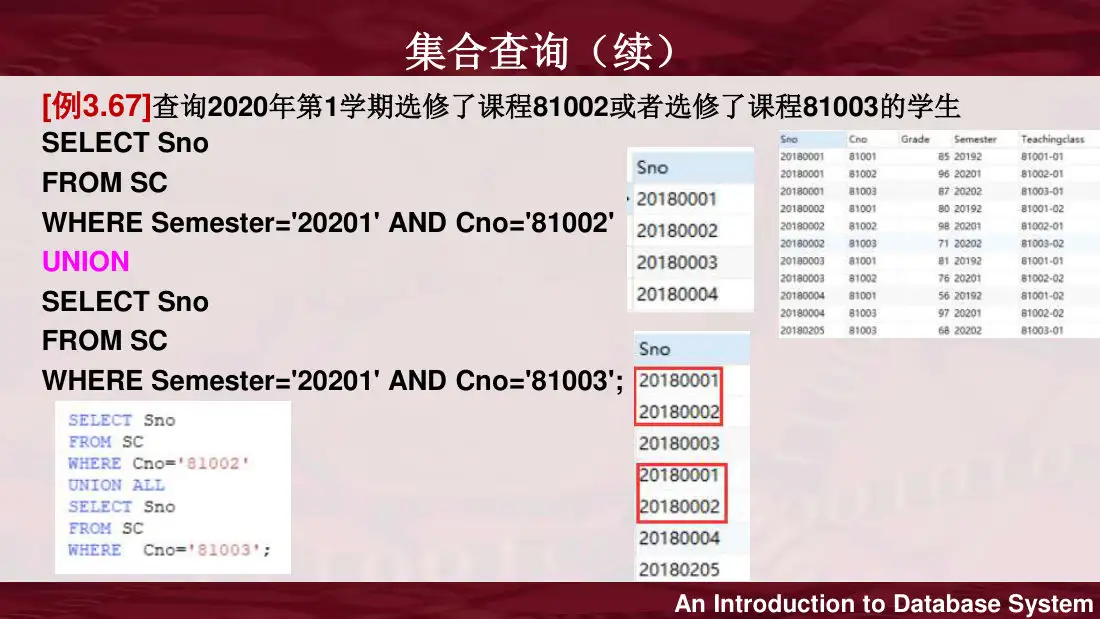 集合查询（续）
[例3.67]查询2020年第1学期选修了课程81002或者选修了课程81003的学生
SELECT Sno
FROM SC
WHERE Semester='20201' AND Cno='81002'
UNION
SELECT Sno
FROM SC
WHERE Semester='20201' AND Cno='81003';
SELECT Sno
FROM SC
WHERE Cno='81002'
UNION ALL
SELECT Sno
FROM SC
WHERE Cno='81003';
Sno
20180001
20180002
20180003
20180004
Sno
20180001
20180002
20180003
20180001
20180002
20180004
20180205
Sno Cno Grade Semester Teachingclass
20180001 81001 85 20192 81001-01
20180001 81002 96 20201 81002-01
20180001 81003 87 20202 81003-01
20180002 81001 80 20192 81001-02
20180002 81002 98 20201 81002-01
20180002 81003 71 20202 81003-02
20180003 81001 81 20192 81001-01
20180003 81002 76 20201 81002-02
20180004 81001 56 20192 81001-02
20180004 81003 97 20201 81002-02
20180205 81003 68 20202 81003-01
An Introduction to Database System